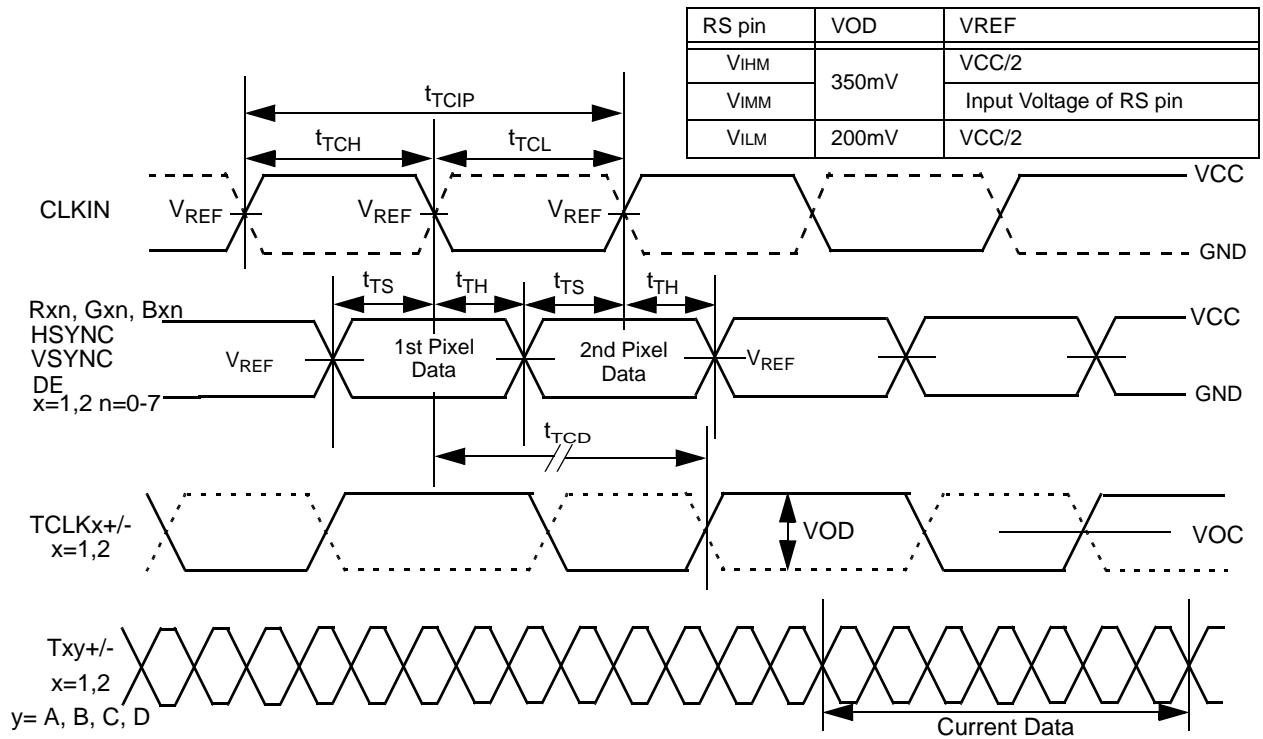 RS pin VOD VREF
VIHM 350mV VCC/2
VIMM Input Voltage of RS pin
VILM 200mV VCC/2
tTCIP
tTCH tTCL
VCC
CLKIN VREF VREF VREF
GND
tTS tTH tTS tTH
Rxn, Gxn, Bxn
HSYNC
VSYNC
DE
x=1,2 n=0-7
VCC
VREF 1st Pixel Data 2nd Pixel Data VREF
GND
tTCD
TCLKx+/-
x=1,2
VOD VOC
Txy+/-
x=1,2
y= A, B, C, D
Current Data